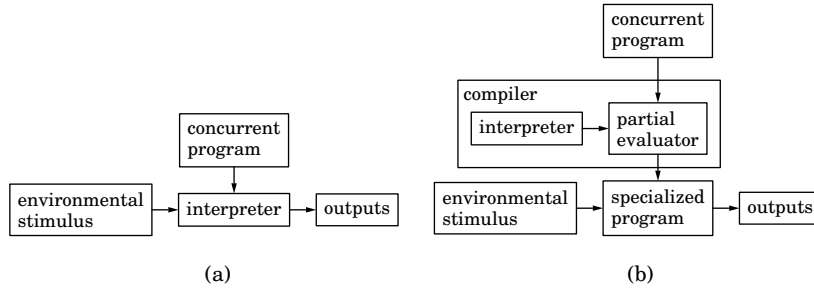 concurrent
program
environmental
stimulus
interpreter
outputs
(a)
concurrent
program
compiler
interpreter
partial
evaluator
environmental
stimulus
specialized
program
outputs
(b)